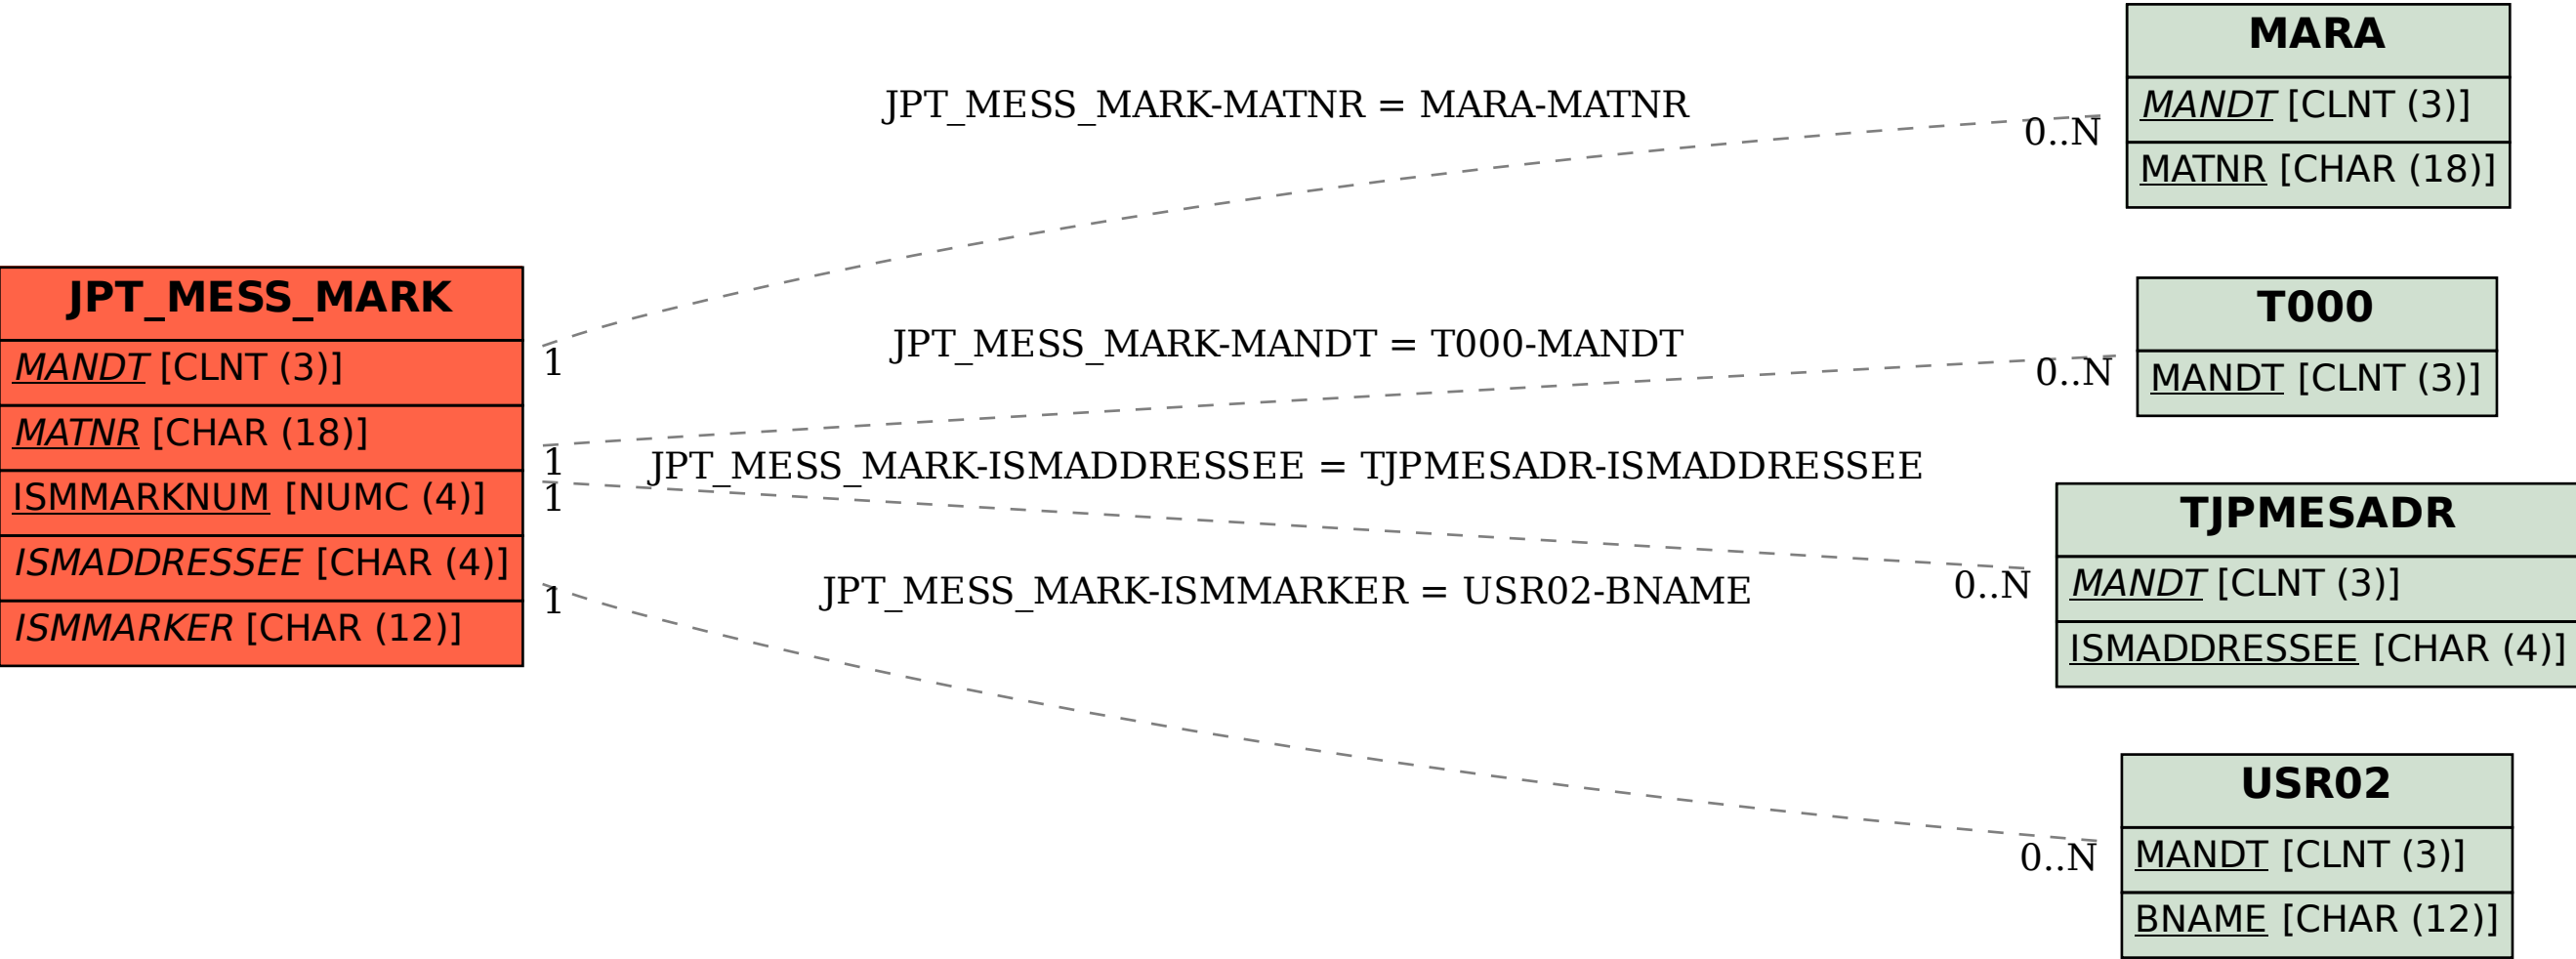 JPT_MESS_MARK
MANDT [CLNT (3)]
MATNR [CHAR (18)]
ISMMARKNUM [NUMC (4)]
ISMADDRESSEE [CHAR (4)]
ISMMARKER [CHAR (12)]
JPT_MESS_MARK-MATNR = MARA-MATNR
1
0..N
JPT_MESS_MARK-MANDT = T000-MANDT
1
0..N
JPT_MESS_MARK-ISMADDRESSEE = TJPMESADR-ISMADDRESSEE
1
0..N
JPT_MESS_MARK-ISMMARKER = USR02-BNAME
1
0..N
MARA
MANDT [CLNT (3)]
MATNR [CHAR (18)]
T000
MANDT [CLNT (3)]
TJPMESADR
MANDT [CLNT (3)]
ISMADDRESSEE [CHAR (4)]
USR02
MANDT [CLNT (3)]
BNAME [CHAR (12)]